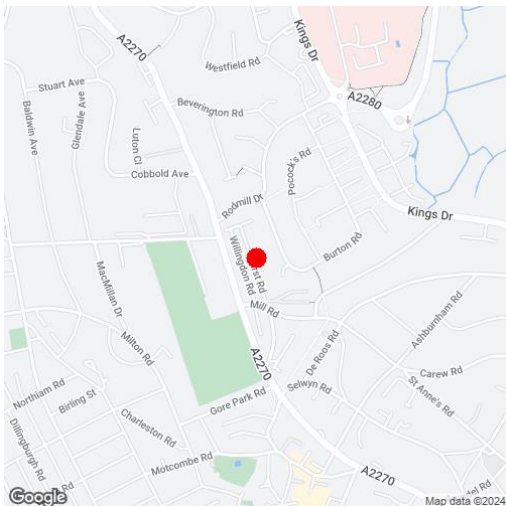 A2270
Kings Dr
Westfield Rd
Stuart Ave
A2280
Baldwin Ave
Glendale Ave
Beverington Rd
Luton Cl
Pocock's Rd
Cobbold Ave
Rodmill Dr
Kings Dr
Burton Rd
Willingdon Rd
Rd
MacMillan Dr
Mill Rd
Ashburnham Rd
Milton Rd
A2270
De Roos Rd
Carew Rd
Northiam Rd
Birling St
Selwyn Rd
St Anne's Rd
Gore Park Rd
Dillingburgh Rd
Charleston Rd
Motcombe Rd
A2270
Rd
Rd
Google
Map data ©2024